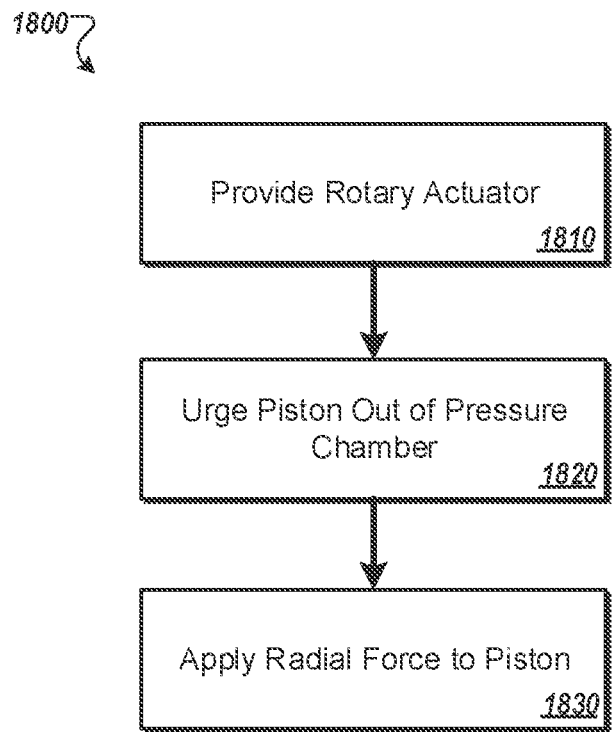 1800
Provide Rotary Actuator
1810
Urge Piston Out of Pressure
Chamber
1820
Apply Radial Force to Piston
1830